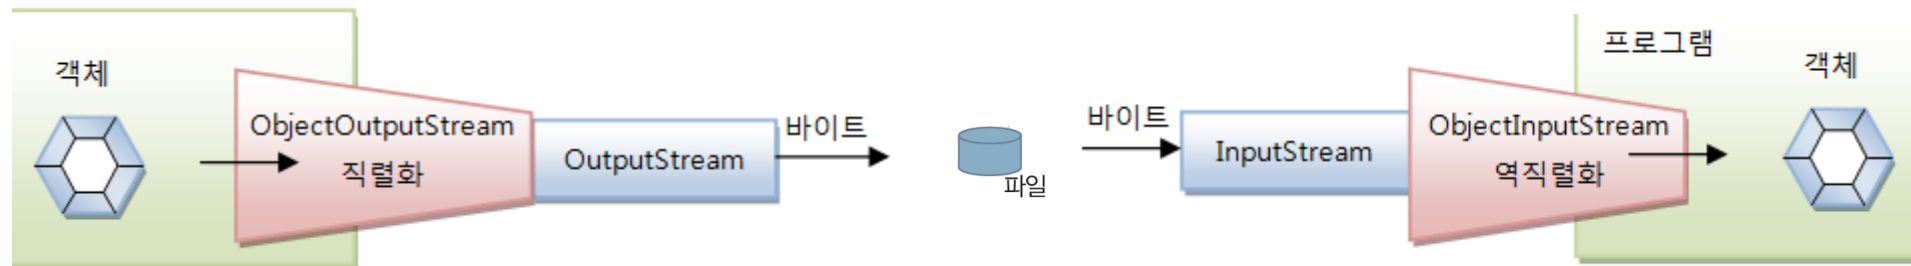 객체
ObjectOutputStream
직렬화
OutputStream
바이트
파일
바이트
InputStream
ObjectInputStream
역직렬화
프로그램
객체